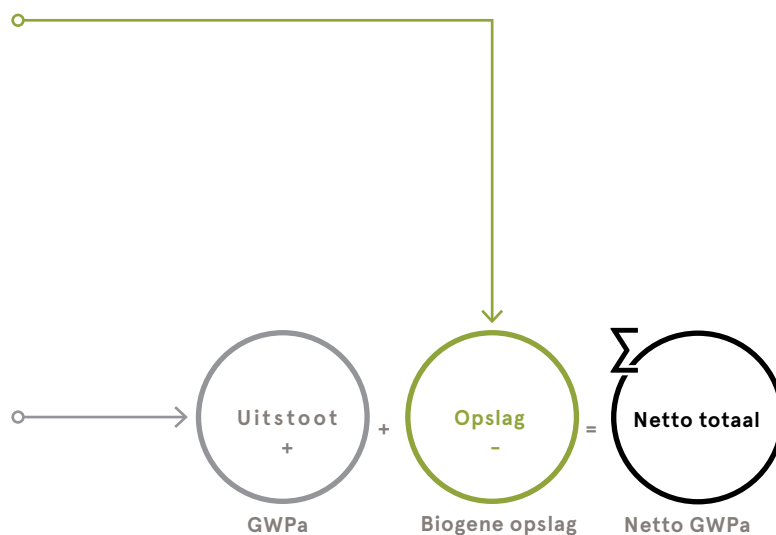 Σ
Uitstoot + Opslag = Netto totaal
+ -
GWPa Biogene opslag Netto GWPa